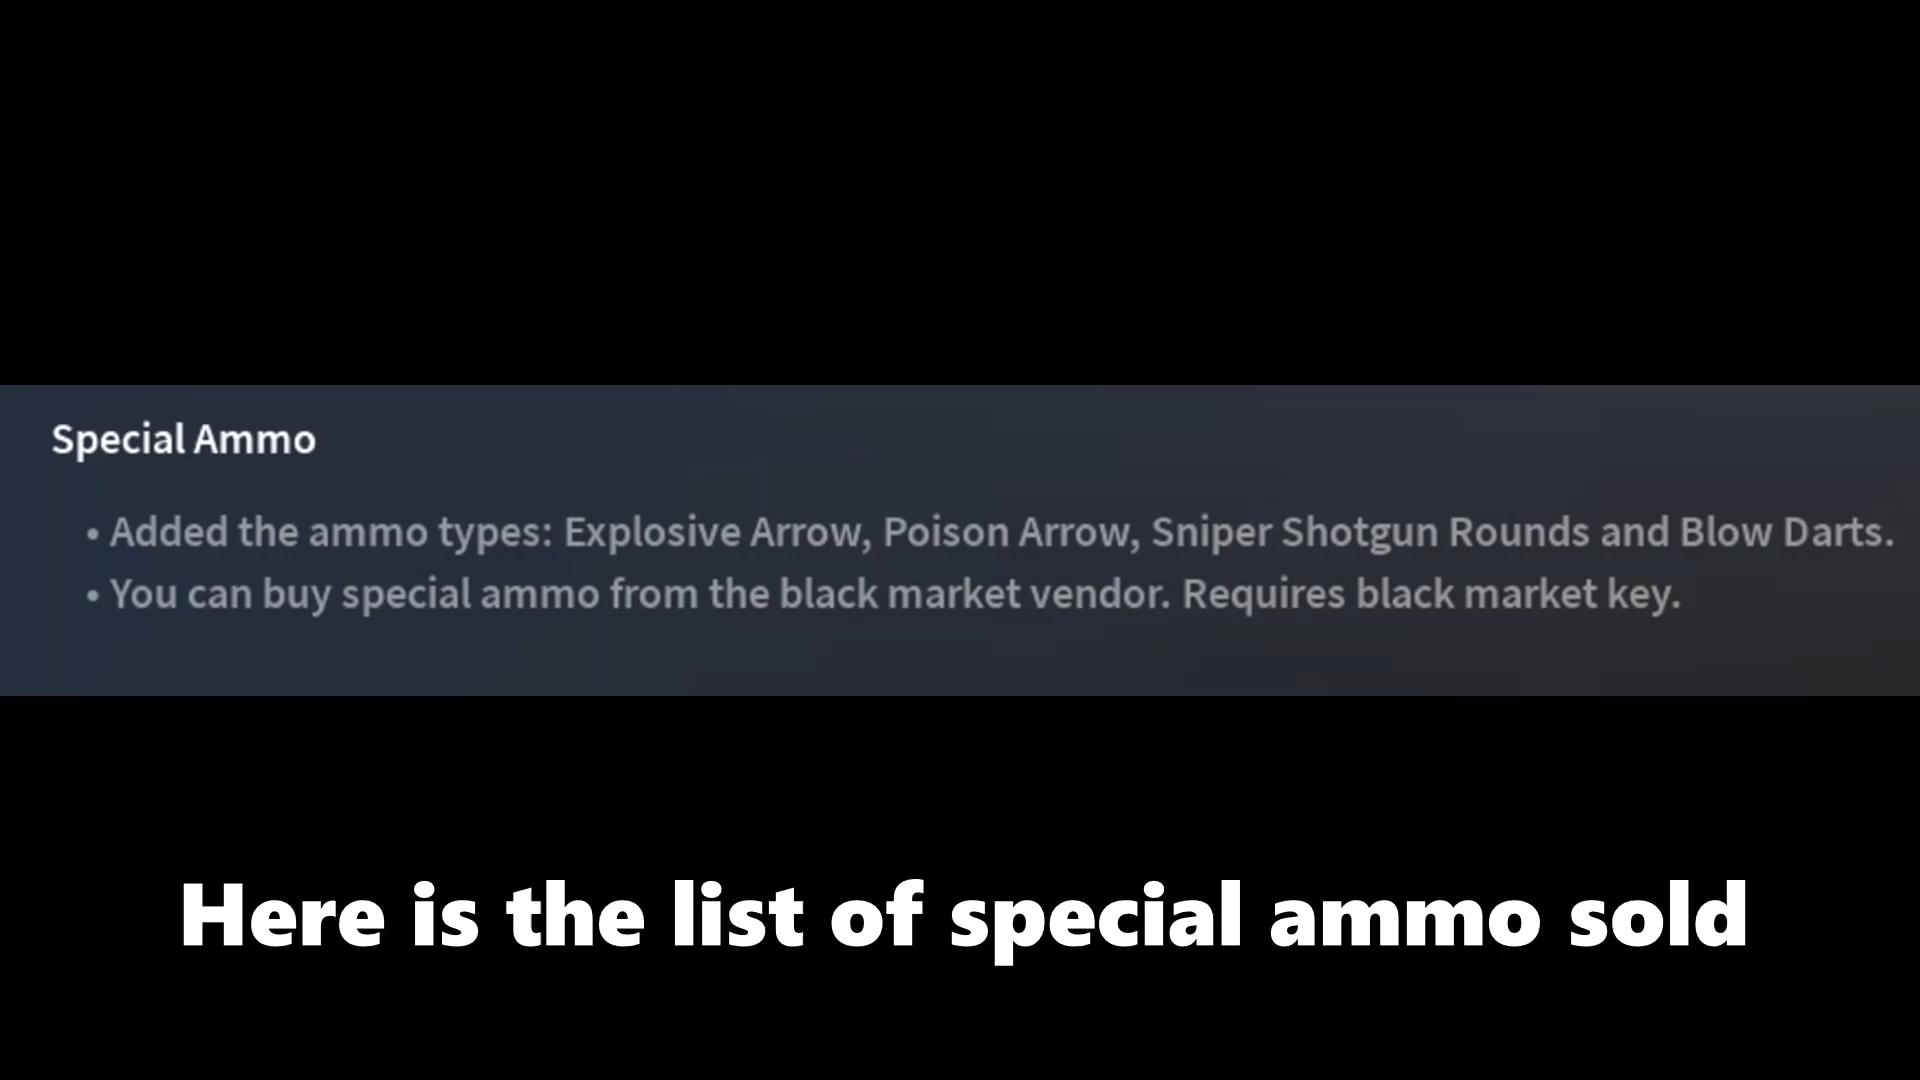 Special Ammo
• Added the ammo types: Explosive Arrow, Poison Arrow, Sniper Shotgun Rounds and Blow Darts.
• You can buy special ammo from the black market vendor. Requires black market key.
Here is the list of special ammo sold